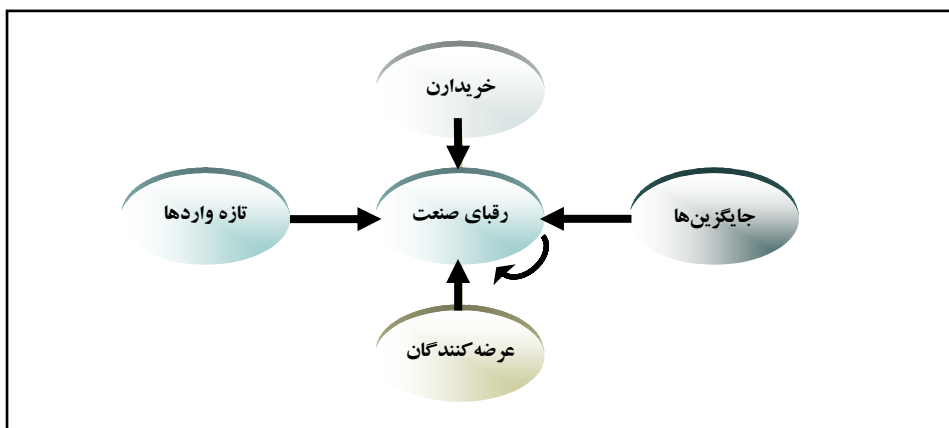 خریدارن
تازه واردها
رقبای صنعت
جایگزین‌ها
عرضه کنندگان